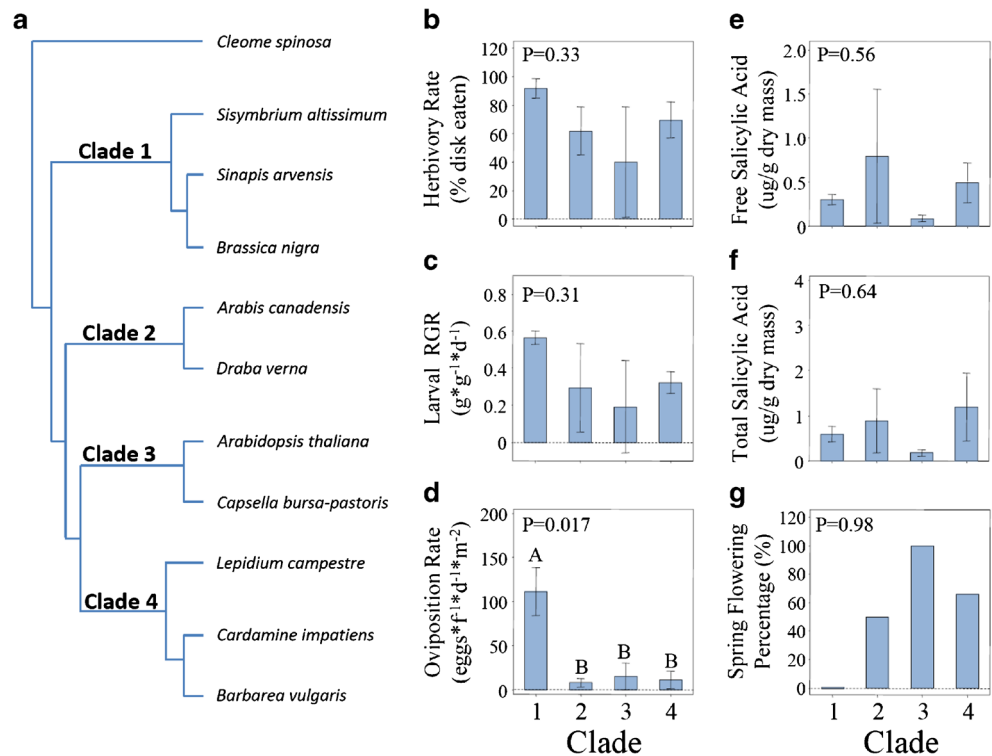 a
Cleome spinosa
Sisymbrium altissimum
Clade 1
Sinapis arvensis
Brassica nigra
Arabis canadensis
Clade 2
Draba verna
Arabidopsis thaliana
Clade 3
Capsella bursa-pastoris
Lepidium campestre
Clade 4
Cardamine impatiens
Barbarea vulgaris
b
P=0.33
Herbivory Rate
(% disk eaten)
120
100
80
60
40
20
0
c
P=0.31
Larval RGR
(g*g⁻¹*d⁻¹)
0.8
0.6
0.4
0.2
0
d
P=0.017
Oviposition Rate
(eggs*f⁻¹*d⁻¹*m⁻²)
200
150
100
50
0
A
B
B
B
1 2 3 4
Clade
e
P=0.56
Free Salicylic Acid
(ug/g dry mass)
2.0
1.5
1.0
0.5
0
f
P=0.64
Total Salicylic Acid
(ug/g dry mass)
4
3
2
1
0
g
P=0.98
Spring Flowering
Percentage (%)
120
100
80
60
40
20
0
1 2 3 4
Clade